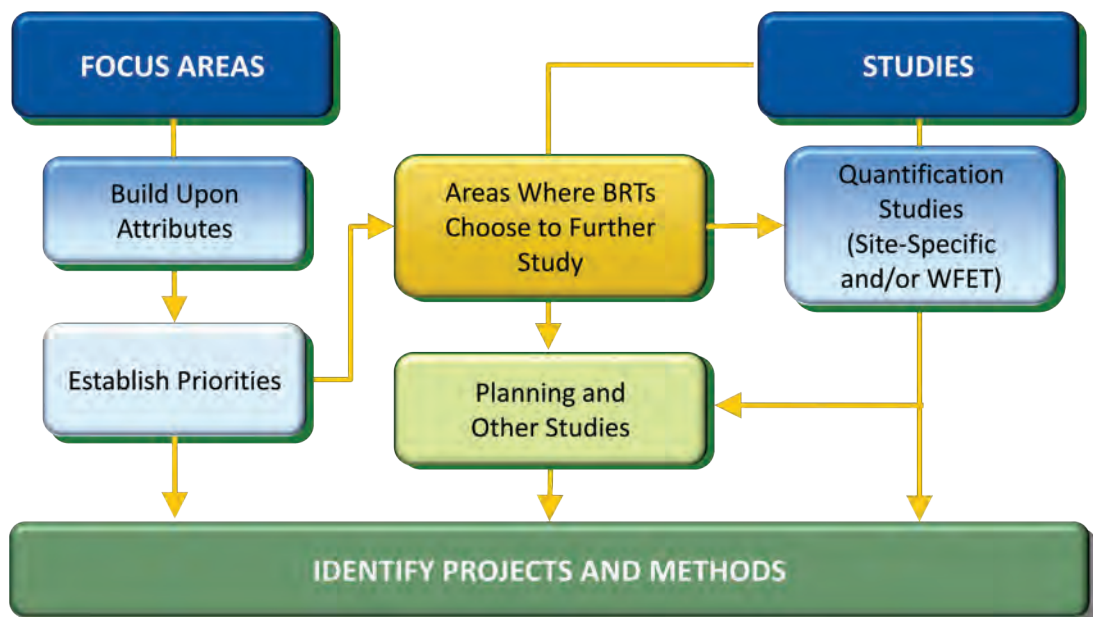 FOCUS AREAS
STUDIES
Build Upon
Attributes
Areas Where BRTs
Choose to Further
Study
Quantification
Studies
(Site-Specific
and/or WFET)
Establish Priorities
Planning and
Other Studies
IDENTIFY PROJECTS AND METHODS